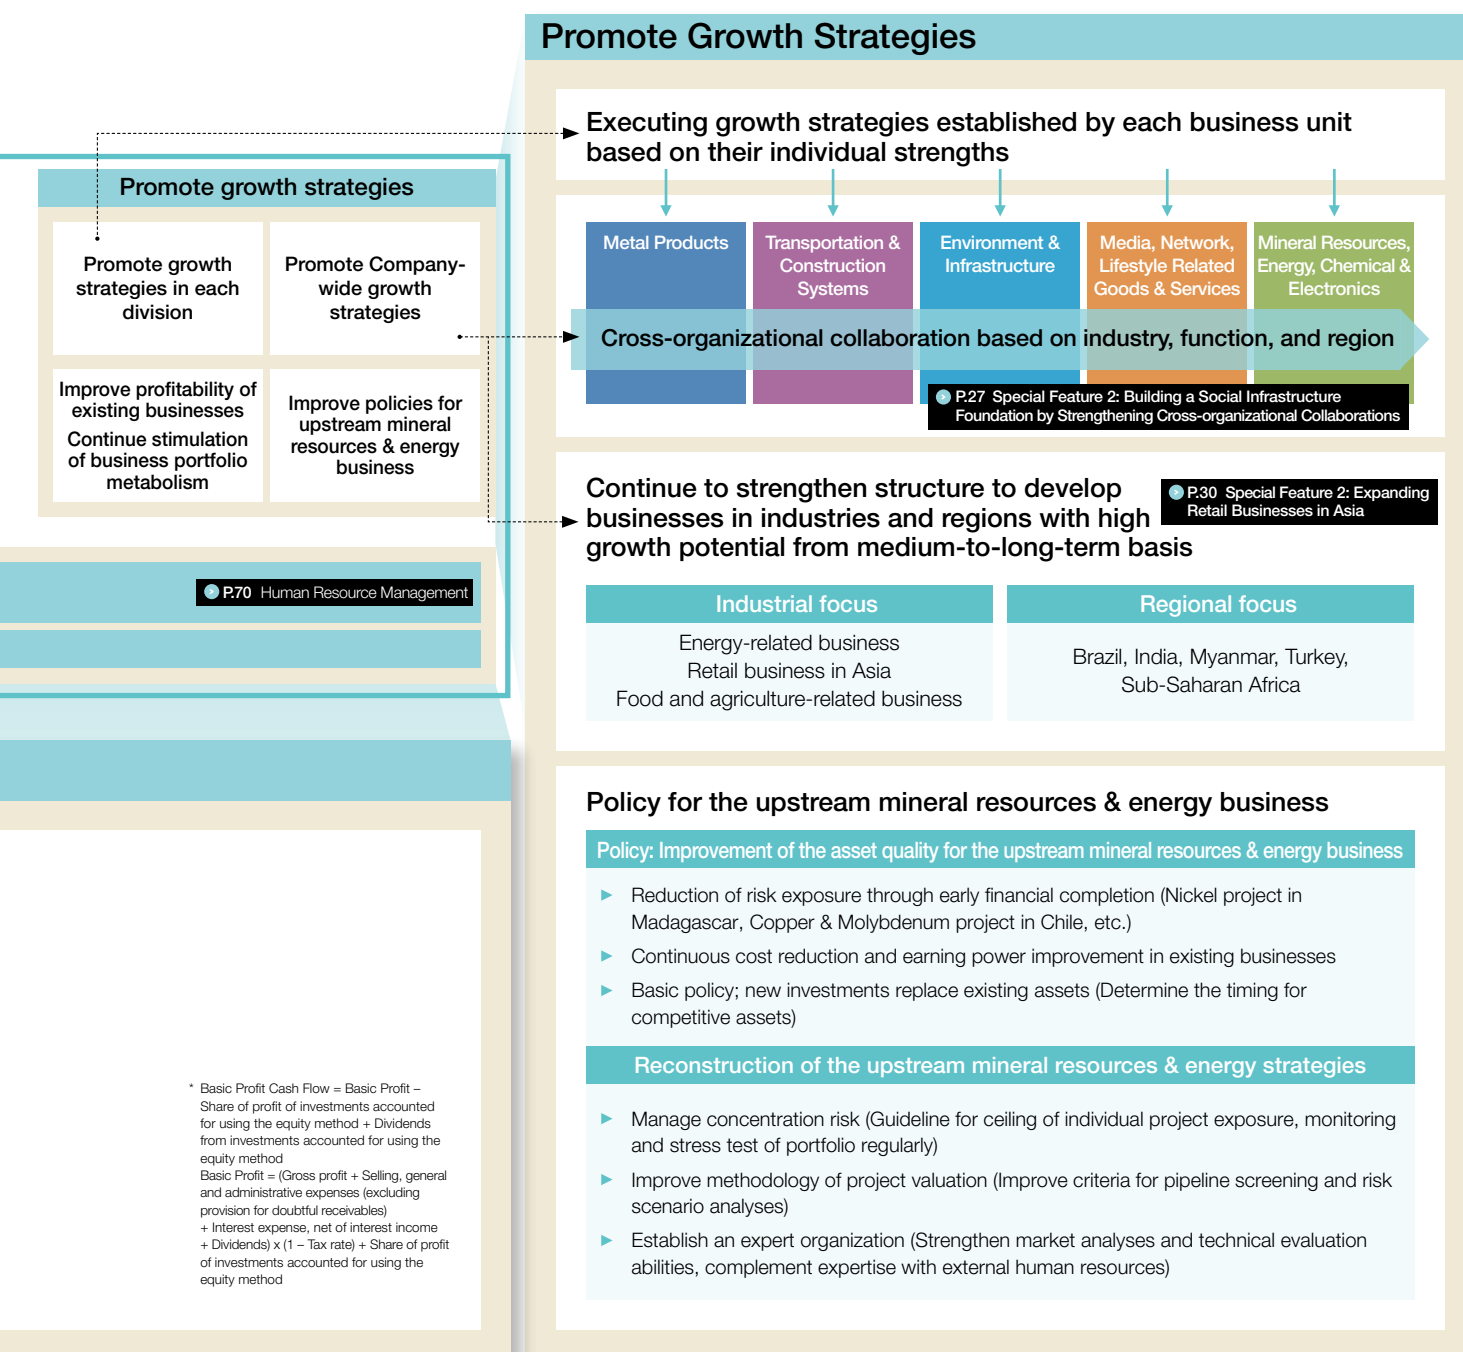 Promote Growth Strategies
Executing growth strategies established by each business unit
based on their individual strengths
Promote growth strategies
Promote growth
strategies in each
division
Promote Company-
wide growth
strategies
Improve profitability of
existing businesses
Continue stimulation
of business portfolio
metabolism
Improve policies for
upstream mineral
resources & energy
business
P.70 Human Resource Management
* Basic Profit Cash Flow = Basic Profit –
Share of profit of investments accounted
for using the equity method + Dividends
from investments accounted for using the
equity method
Basic Profit = (Gross profit + Selling, general
and administrative expenses (excluding
provision for doubtful receivables)
+ Interest expense, net of interest income
+ Dividends) x (1 – Tax rate) + Share of profit
of investments accounted for using the
equity method
Metal Products
Transportation &
Construction
Systems
Environment &
Infrastructure
Media, Network,
Lifestyle Related
Goods & Services
Mineral Resources,
Energy, Chemical &
Electronics
Cross-organizational collaboration based on industry, function, and region
P.27 Special Feature 2: Building a Social Infrastructure
Foundation by Strengthening Cross-organizational Collaborations
Continue to strengthen structure to develop
businesses in industries and regions with high
growth potential from medium-to-long-term basis
P.30 Special Feature 2: Expanding
Retail Businesses in Asia
Industrial focus
Energy-related business
Retail business in Asia
Food and agriculture-related business
Regional focus
Brazil, India, Myanmar, Turkey,
Sub-Saharan Africa
Policy for the upstream mineral resources & energy business
Policy: Improvement of the asset quality for the upstream mineral resources & energy business
► Reduction of risk exposure through early financial completion (Nickel project in
Madagascar, Copper & Molybdenum project in Chile, etc.)
► Continuous cost reduction and earning power improvement in existing businesses
► Basic policy; new investments replace existing assets (Determine the timing for
competitive assets)
Reconstruction of the upstream mineral resources & energy strategies
► Manage concentration risk (Guideline for ceiling of individual project exposure, monitoring
and stress test of portfolio regularly)
► Improve methodology of project valuation (Improve criteria for pipeline screening and risk
scenario analyses)
► Establish an expert organization (Strengthen market analyses and technical evaluation
abilities, complement expertise with external human resources)